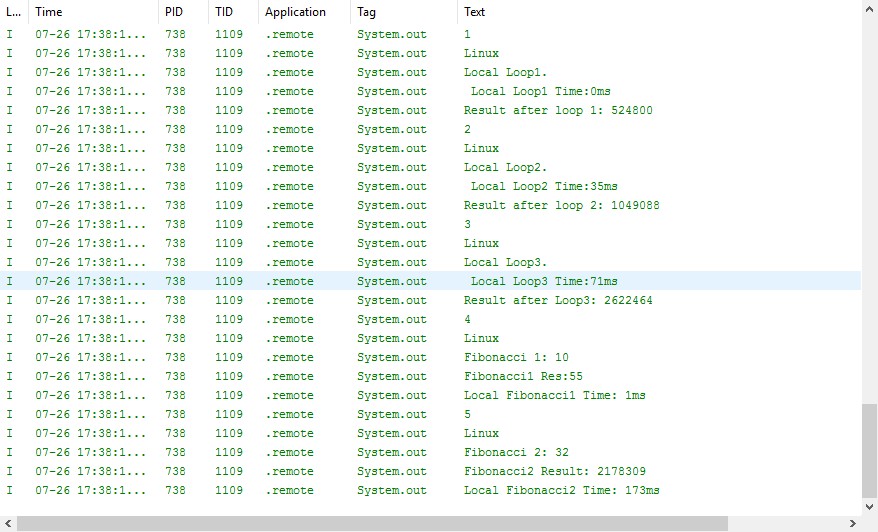 L... Time PID TID Application Tag Text
I 07-26 17:38:1... 738 1109 .remote System.out 1
I 07-26 17:38:1... 738 1109 .remote System.out Linux
I 07-26 17:38:1... 738 1109 .remote System.out Local Loop1.
I 07-26 17:38:1... 738 1109 .remote System.out Local Loop1 Time:0ms
I 07-26 17:38:1... 738 1109 .remote System.out Result after loop 1: 524800
I 07-26 17:38:1... 738 1109 .remote System.out 2
I 07-26 17:38:1... 738 1109 .remote System.out Linux
I 07-26 17:38:1... 738 1109 .remote System.out Local Loop2.
I 07-26 17:38:1... 738 1109 .remote System.out Local Loop2 Time:35ms
I 07-26 17:38:1... 738 1109 .remote System.out Result after loop 2: 1049088
I 07-26 17:38:1... 738 1109 .remote System.out 3
I 07-26 17:38:1... 738 1109 .remote System.out Linux
I 07-26 17:38:1... 738 1109 .remote System.out Local Loop3.
I 07-26 17:38:1... 738 1109 .remote System.out Local Loop3 Time:71ms
I 07-26 17:38:1... 738 1109 .remote System.out Result after Loop3: 2622464
I 07-26 17:38:1... 738 1109 .remote System.out 4
I 07-26 17:38:1... 738 1109 .remote System.out Linux
I 07-26 17:38:1... 738 1109 .remote System.out Fibonacci 1: 10
I 07-26 17:38:1... 738 1109 .remote System.out Fibonacci1 Res:55
I 07-26 17:38:1... 738 1109 .remote System.out Local Fibonacci1 Time: 1ms
I 07-26 17:38:1... 738 1109 .remote System.out 5
I 07-26 17:38:1... 738 1109 .remote System.out Linux
I 07-26 17:38:1... 738 1109 .remote System.out Fibonacci 2: 32
I 07-26 17:38:1... 738 1109 .remote System.out Fibonacci2 Result: 2178309
I 07-26 17:38:1... 738 1109 .remote System.out Local Fibonacci2 Time: 173ms